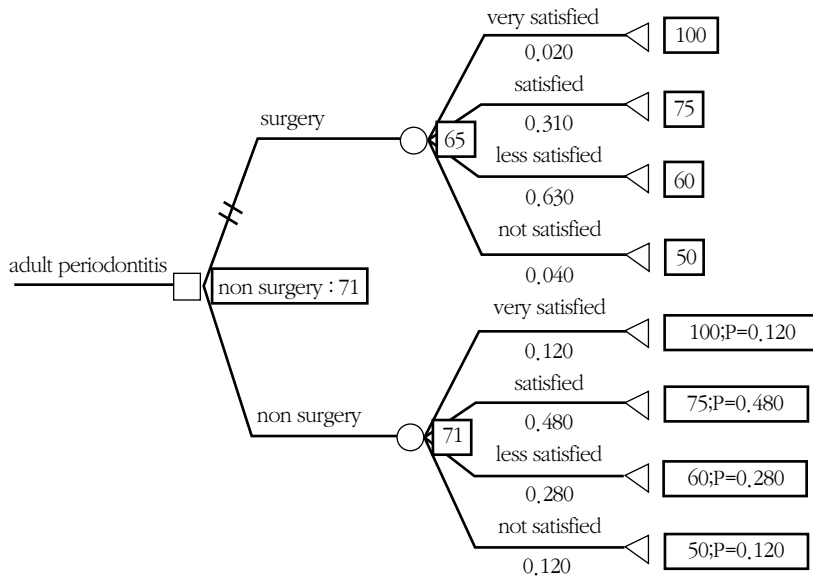 very satisfied
0.020
100
satisfied
0.310
75
surgery
65
less satisfied
0.630
60
not satisfied
0.040
50
adult periodontitis
non surgery : 71
very satisfied
0.120
100;P=0.120
satisfied
0.480
75;P=0.480
non surgery
71
less satisfied
0.280
60;P=0.280
not satisfied
0.120
50;P=0.120